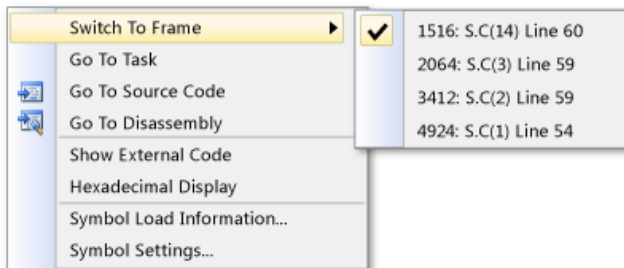 Switch To Frame
Go To Task
Go To Source Code
Go To Disassembly
Show External Code
Hexadecimal Display
Symbol Load Information...
Symbol Settings...
1516: S.C(14) Line 60
2064: S.C(3) Line 59
3412: S.C(2) Line 59
4924: S.C(1) Line 54